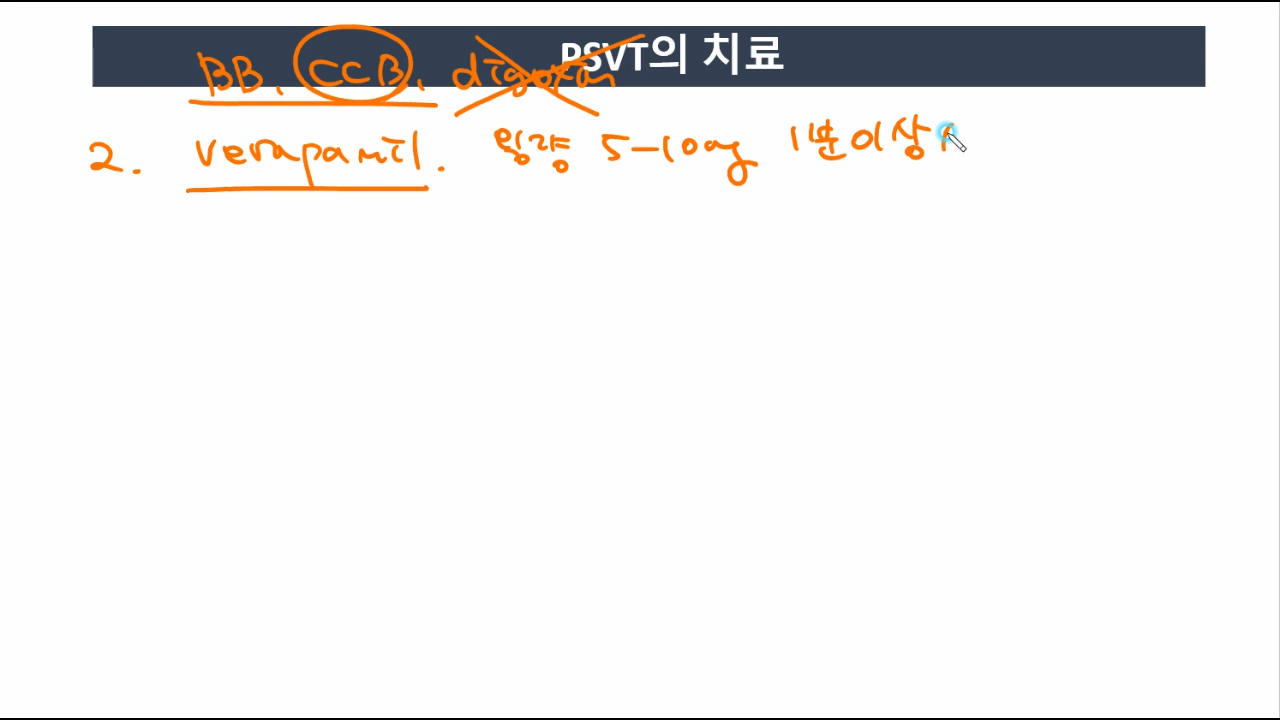 PSVT의 치료
BB, CCB, digoxin
2. verapamil. 용량 5-10mg 1분이상